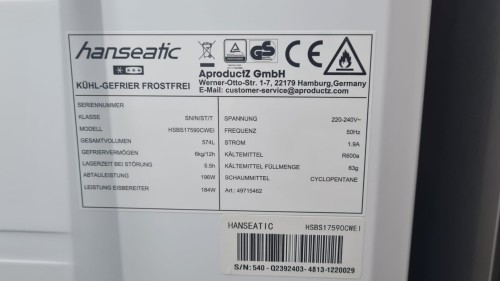 hanseatic
KÜHL-GEFRIER FROSTFREI
GS
CE
AproductZ GmbH
Werner-Otto-Str. 1-7, 22179 Hamburg,Germany
E-Mail: customer-service@aproductz.com
SERIENNUMMER
KLASSE SN/N/ST/T
MODELL HSBS17590CWEI
GESAMTVOLUMEN 574L
GEFRIERVERMÖGEN 6kg/12h
LAGERZEIT BEI STÖRUNG 5.5h
ABTAULEISTUNG 196W
LEISTUNG EISBEREITER 184W
SPANNUNG 220-240V~
FREQUENZ 50Hz
STROM 1.9A
KÄLTEMITTEL R600a
KÄLTEMITTEL FÜLLMENGE 63g
SCHAUMMITTEL CYCLOPENTANE
Art.: 49715462
HANSEATIC HSBS17590CWEI
S/N: 540-Q2392403-4813-1220029